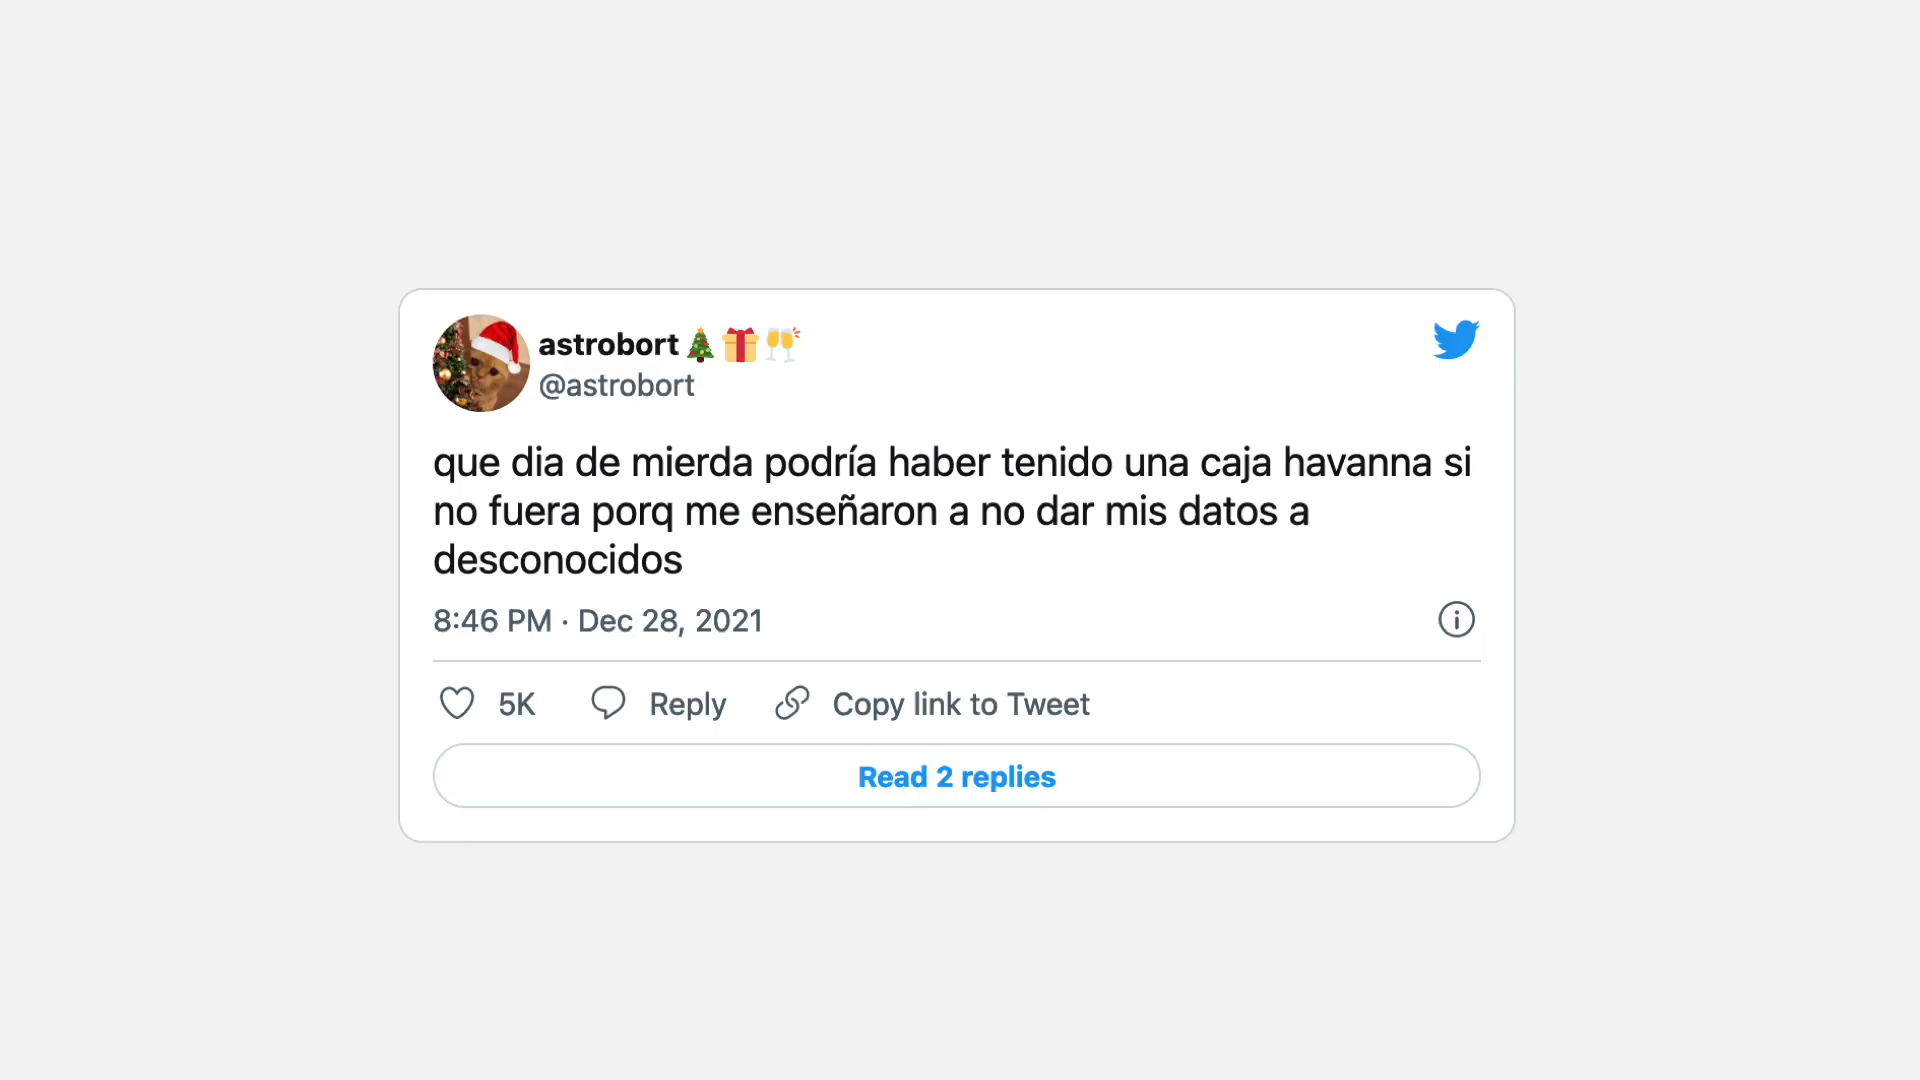 astrobort🎄🎁🥂
@astrobort
que dia de mierda podría haber tenido una caja havanna si
no fuera porq me enseñaron a no dar mis datos a
desconocidos
8:46 PM · Dec 28, 2021
5K Reply Copy link to Tweet
Read 2 replies